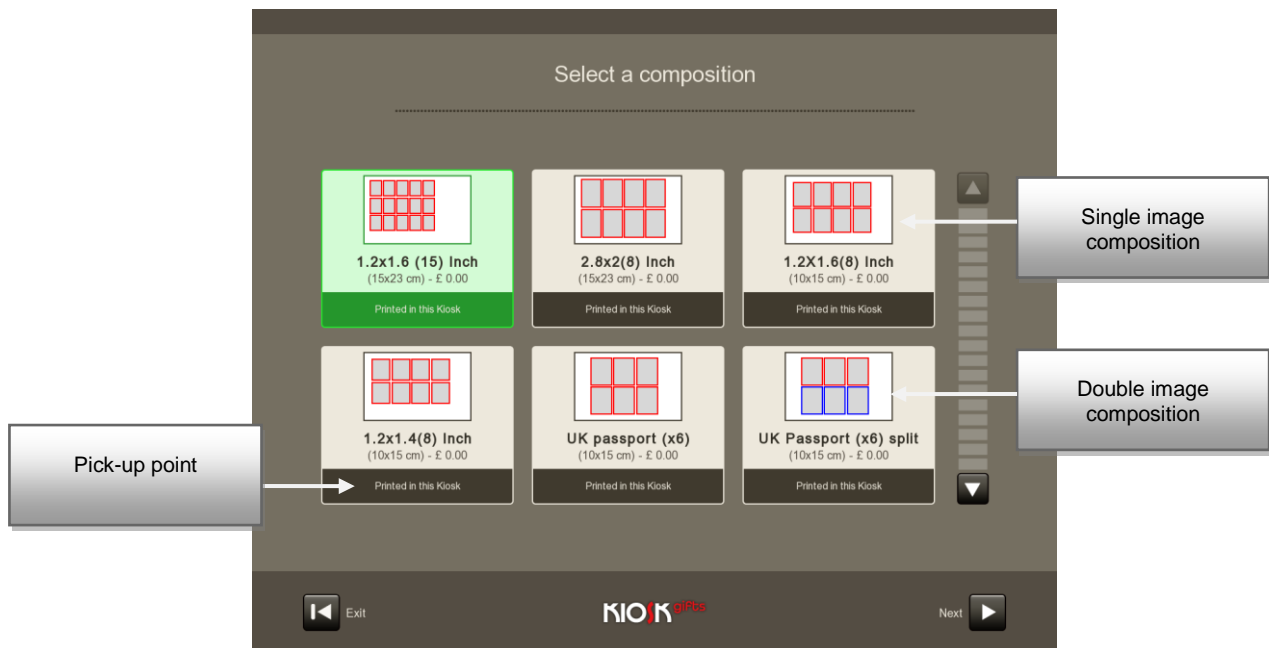 Select a composition
1.2x1.6 (15) Inch
(15x23 cm) - £ 0.00
Printed in this Kiosk
2.8x2(8) Inch
(15x23 cm) - £ 0.00
Printed in this Kiosk
1.2X1.6(8) Inch
(10x15 cm) - £ 0.00
Printed in this Kiosk
Single image
composition
1.2x1.4(8) Inch
(10x15 cm) - £ 0.00
Printed in this Kiosk
UK passport (x6)
(10x15 cm) - £ 0.00
Printed in this Kiosk
UK Passport (x6) split
(10x15 cm) - £ 0.00
Printed in this Kiosk
Double image
composition
Pick-up point
Exit
KIOSK gifts
Next